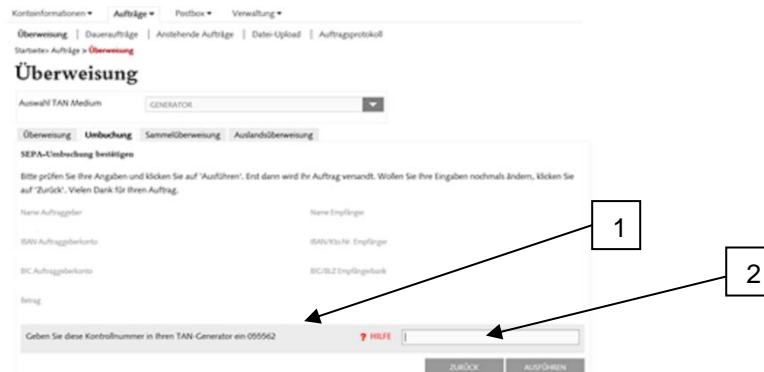 Kontoinformationen Aufträge Postbox Verwaltung
Überweisung | Daueraufträge | Anstehende Aufträge | Datei-Upload | Auftragsprotokoll
Startseite> Aufträge > Überweisung
Überweisung
Auswahl TAN Medium GENERATOR
Überweisung Umbuchung Sammelüberweisung Auslandsüberweisung
SEPA-Umbuchung bestätigen
Bitte prüfen Sie Ihre Angaben und klicken Sie auf 'Ausführen'. Erst dann wird Ihr Auftrag versandt. Wollen Sie Ihre Eingaben nochmals ändern, klicken Sie
auf 'Zurück'. Vielen Dank für Ihren Auftrag.
Name Auftraggeber Name Empfänger
1
IBAN Auftraggeberkonto IBAN/Kto.Nr. Empfänger
BIC Auftraggeberkonto BIC/BLZ Empfängerbank
2
Betrag
Geben Sie diese Kontrollnummer in Ihren TAN-Generator ein 055562 ? HILFE
ZURÜCK AUSFÜHREN